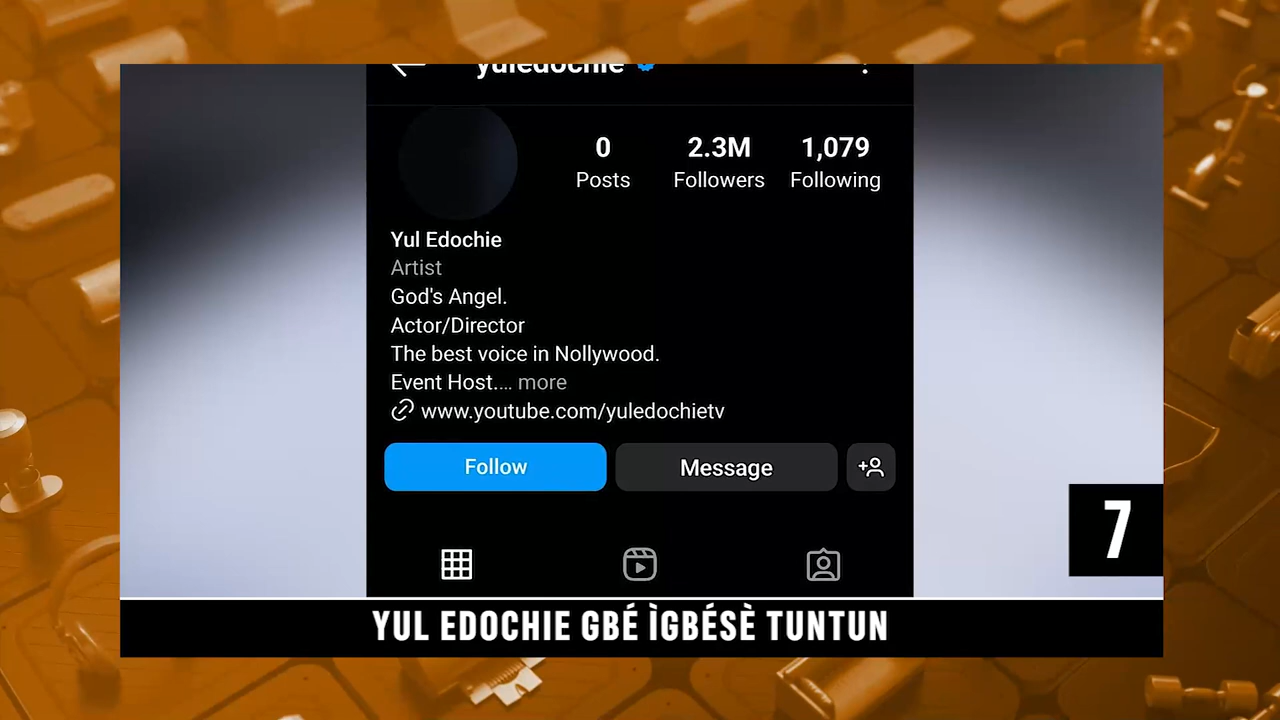 yuledochie
0 2.3M 1,079
Posts Followers Following
Yul Edochie
Artist
God's Angel.
Actor/Director
The best voice in Nollywood.
Event Host.... more
www.youtube.com/yuledochietv
Follow Message
7
YUL EDOCHIE GBÉ ÌGBÉSÈ TUNTUN